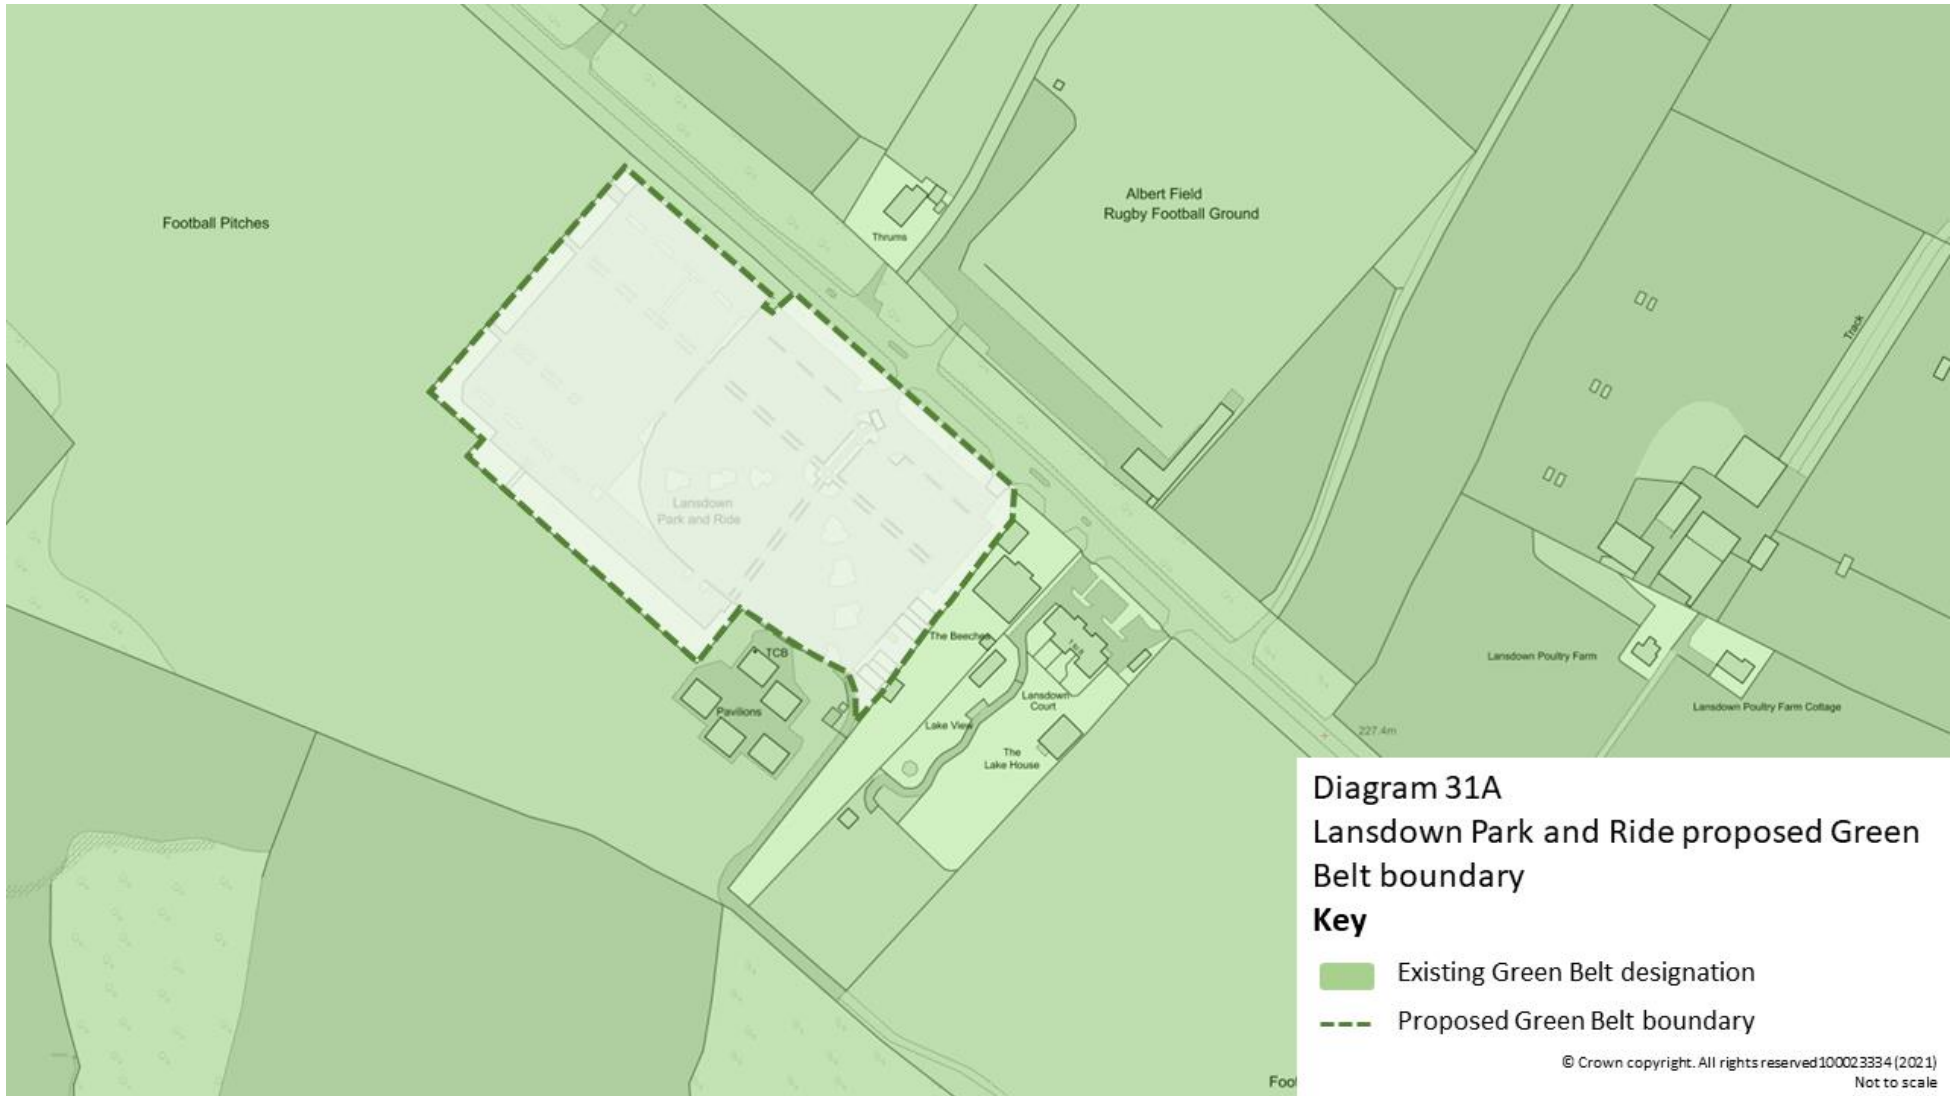 Football Pitches
Albert Field
Rugby Football Ground
Thrums
Track
Lansdown
Park and Ride
The Beeches
TCB
Pavilions
Lansdown
Court
Lake View
The
Lake House
Lansdown Poultry Farm
Lansdown Poultry Farm Cottage
227.4m
Diagram 31A
Lansdown Park and Ride proposed Green
Belt boundary
Key
Existing Green Belt designation
Proposed Green Belt boundary
© Crown copyright. All rights reserved100023334 (2021)
Not to scale
Foo